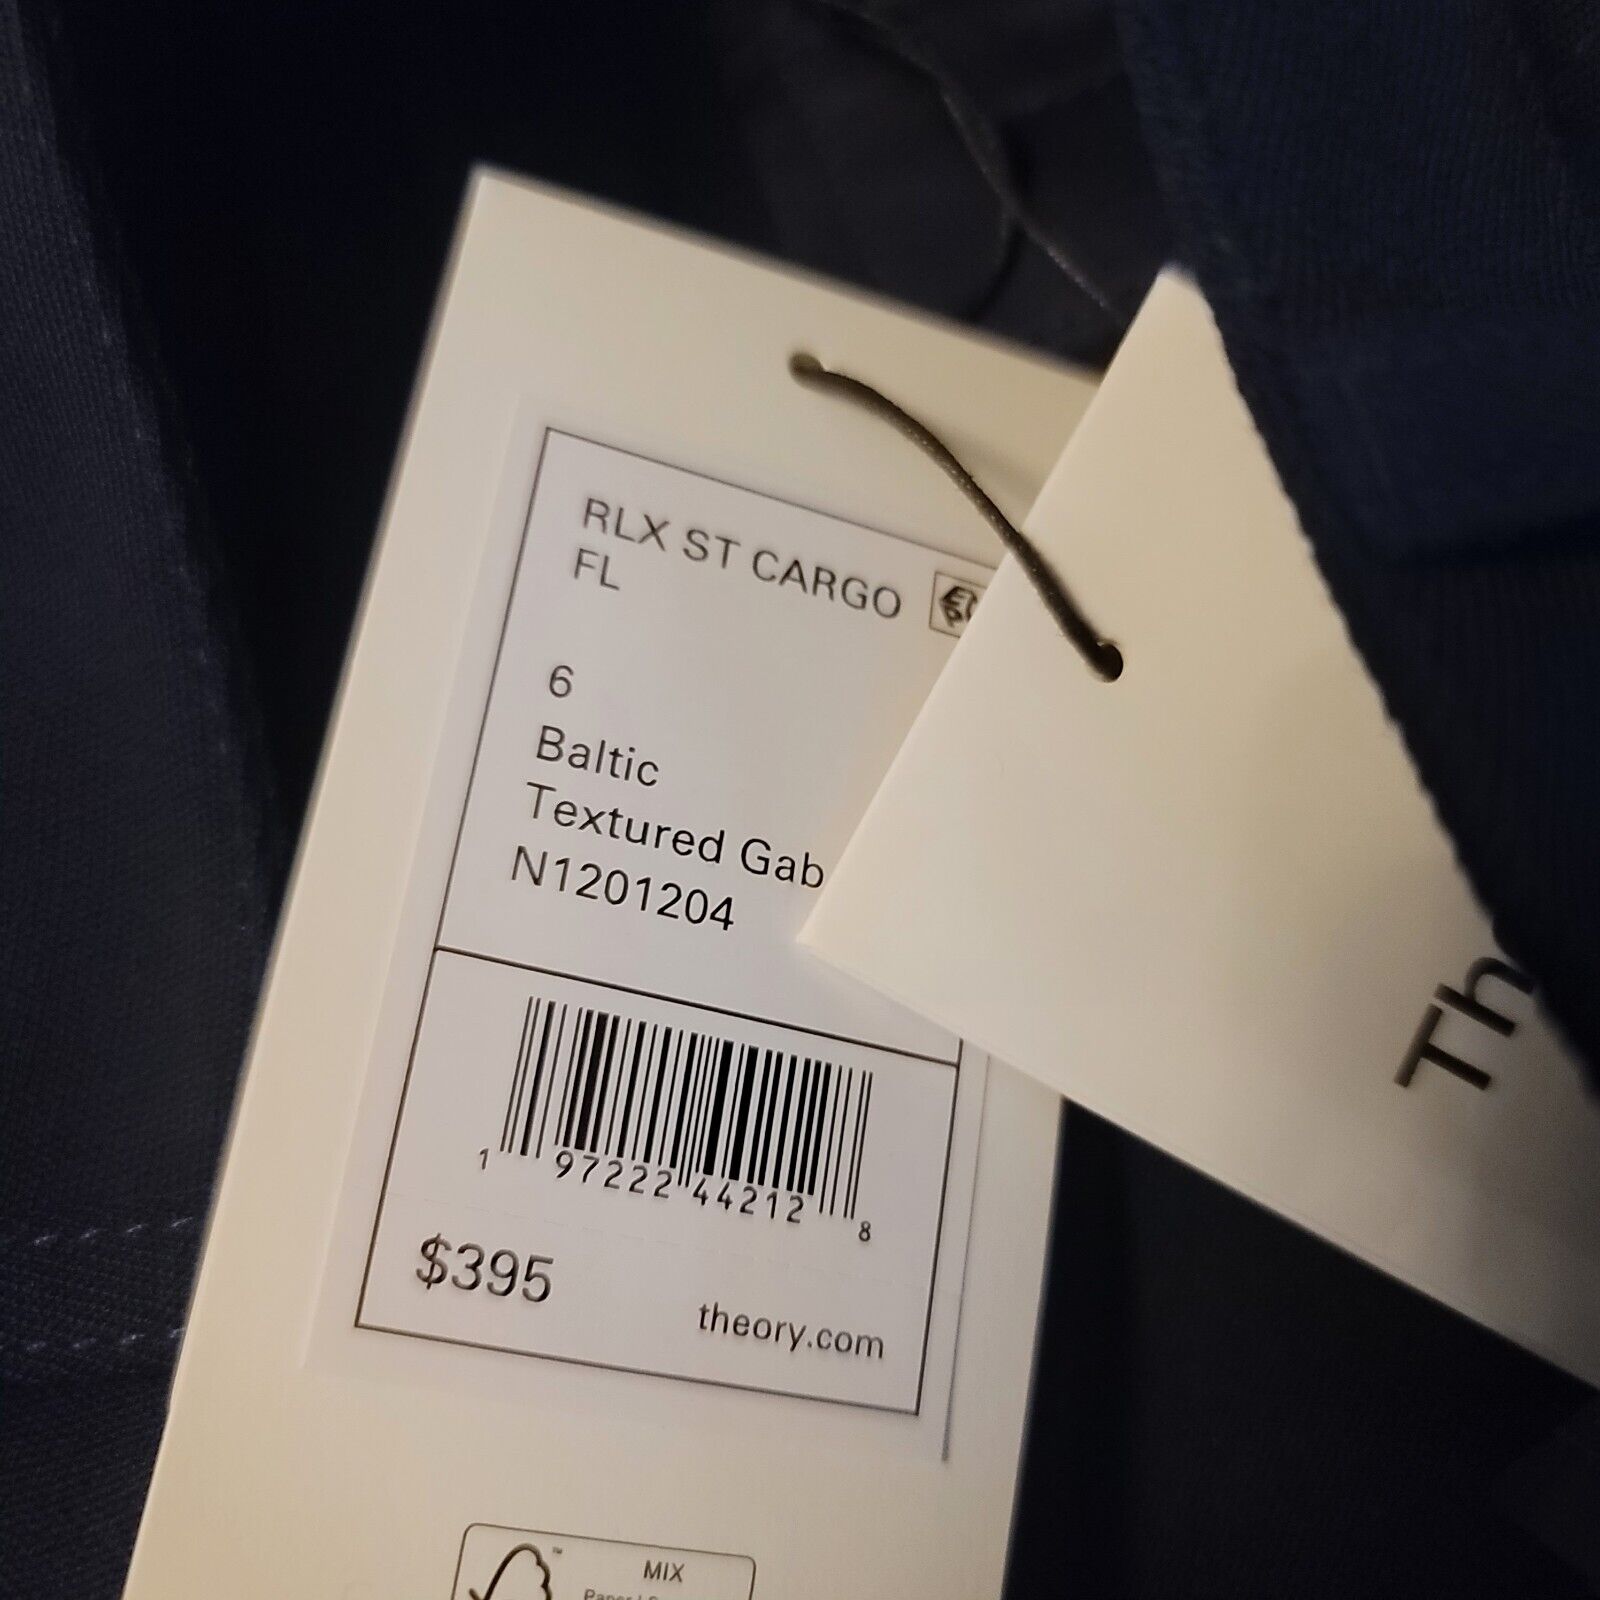 RLX ST CARGO
FL
6
Baltic
Textured Gab
N1201204
1 97222 44212 8
$395
theory.com
Th
MIX